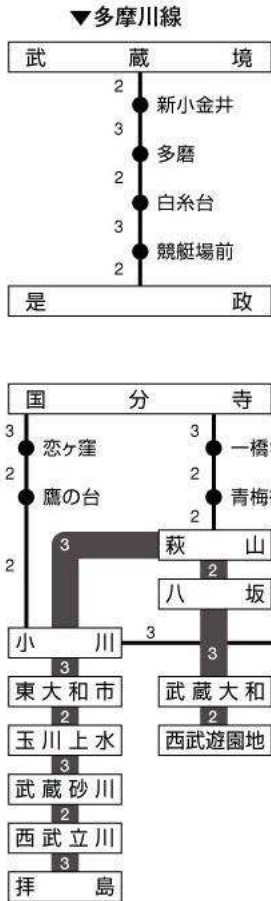 ▼多摩川線
武蔵境
2
新小金井
3
多磨
2
白糸台
3
競艇場前
2
是政
国分寺
3 恋ヶ窪 3 一橋
2 2
鷹の台 青梅
2 2
3 萩山
2
八坂
小川 3
3 3
東大和市 武蔵大和
2 2
玉川上水 西武遊園地
3
武蔵砂川
2
西武立川
3
拝島